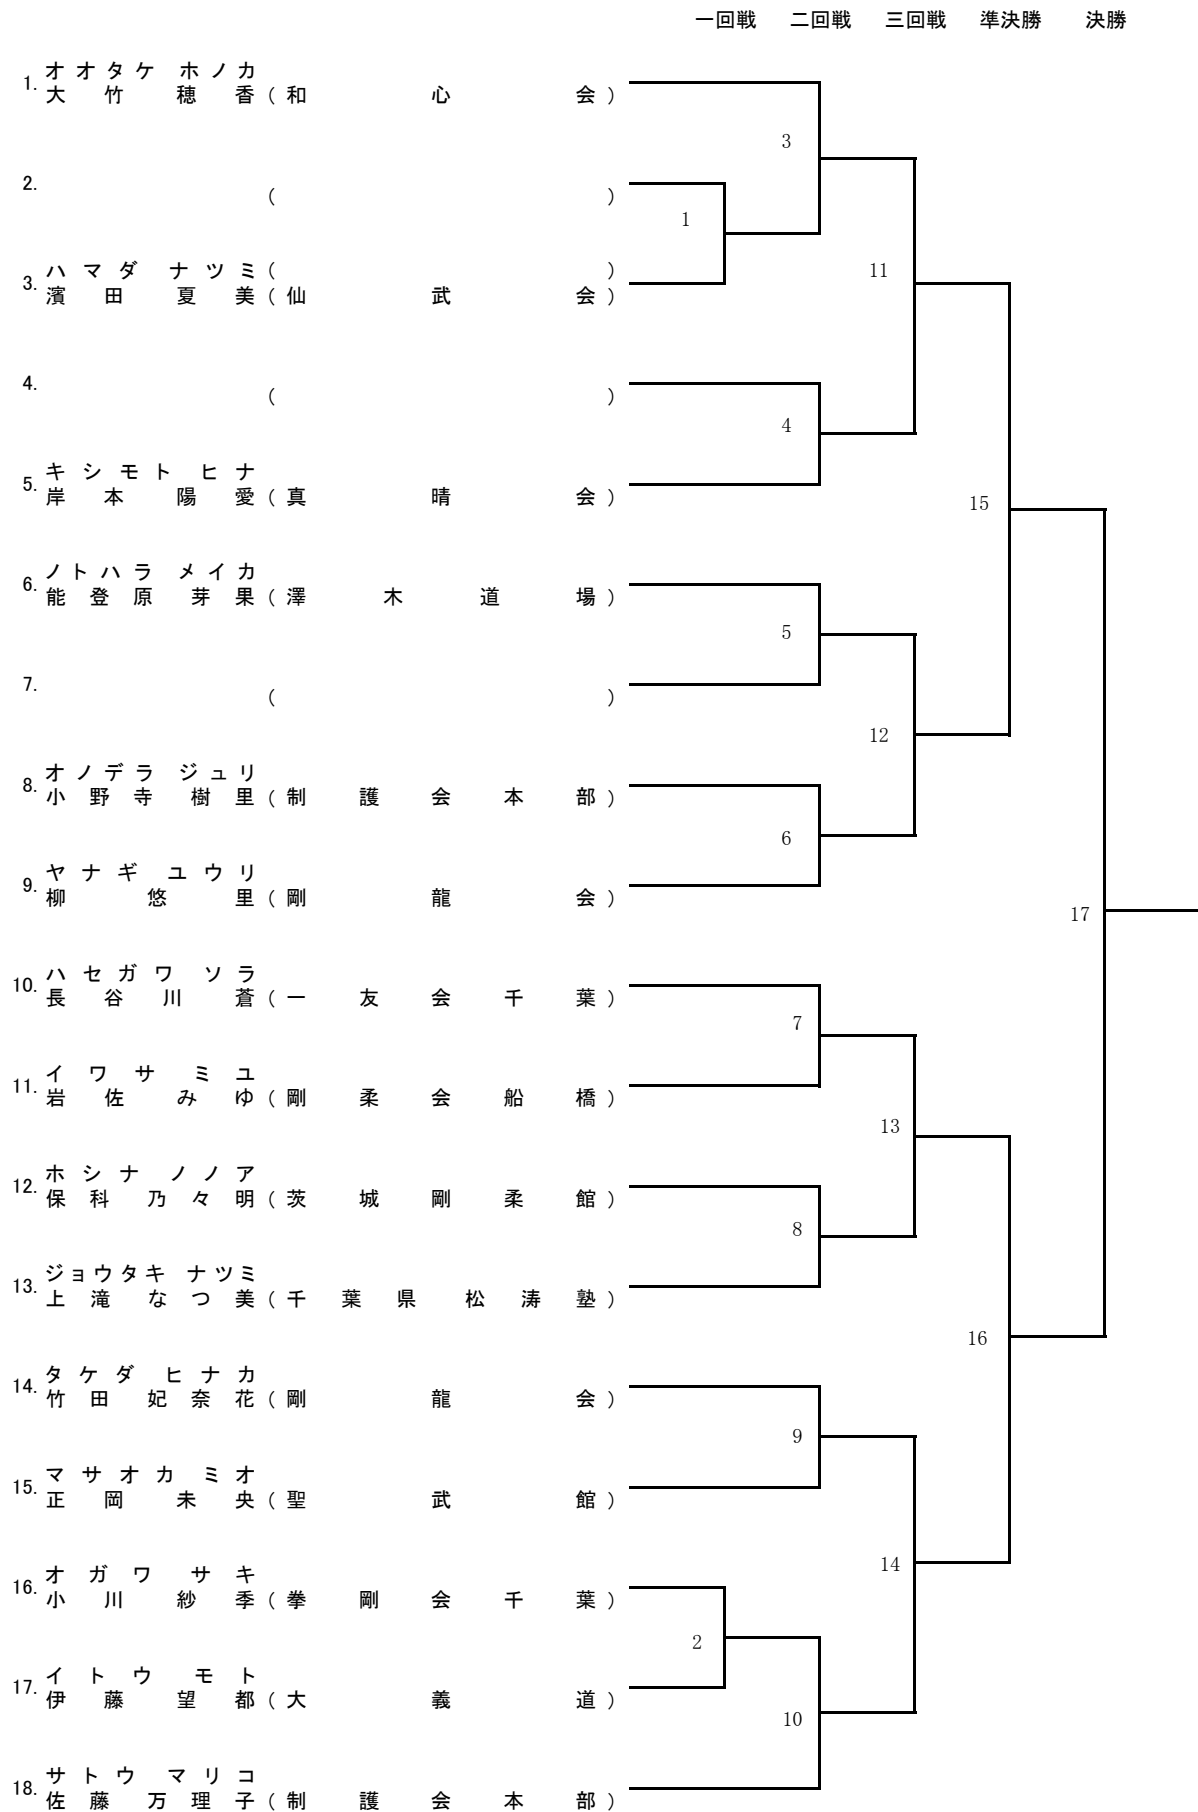 一回戦 二回戦 三回戦 準決勝 決勝
オオタケ ホノカ
1. 大竹穂香(和心会)
3
2. ( )
1
ハマダ ナツミ( )
3. 濱田夏美(仙武会)
11
4. ( )
4
キシモト ヒナ
5. 岸本陽愛(真晴会)
15
ノトハラ メイカ
6. 能登原芽果(澤木道場)
5
7. ( )
12
オノデラ ジュリ
8. 小野寺樹里(制護会本部)
6
ヤナギ ユウリ
9. 柳悠里(剛龍会)
17
ハセガワ ソラ
10. 長谷川蒼(一友会千葉)
7
イワサ ミユ
11. 岩佐みゆ(剛柔会船橋)
13
ホシナ ノノア
12. 保科乃々明(茨城剛柔館)
8
ジョウタキ ナツミ
13. 上滝なつ美(千葉県松涛塾)
16
タケダ ヒナカ
14. 竹田妃奈花(剛龍会)
9
マサオカ ミオ
15. 正岡未央(聖武館)
14
オガワ サキ
16. 小川紗季(拳剛会千葉)
2
イトウ モト
17. 伊藤望都(大義道)
10
サトウ マリコ
18. 佐藤万理子(制護会本部)